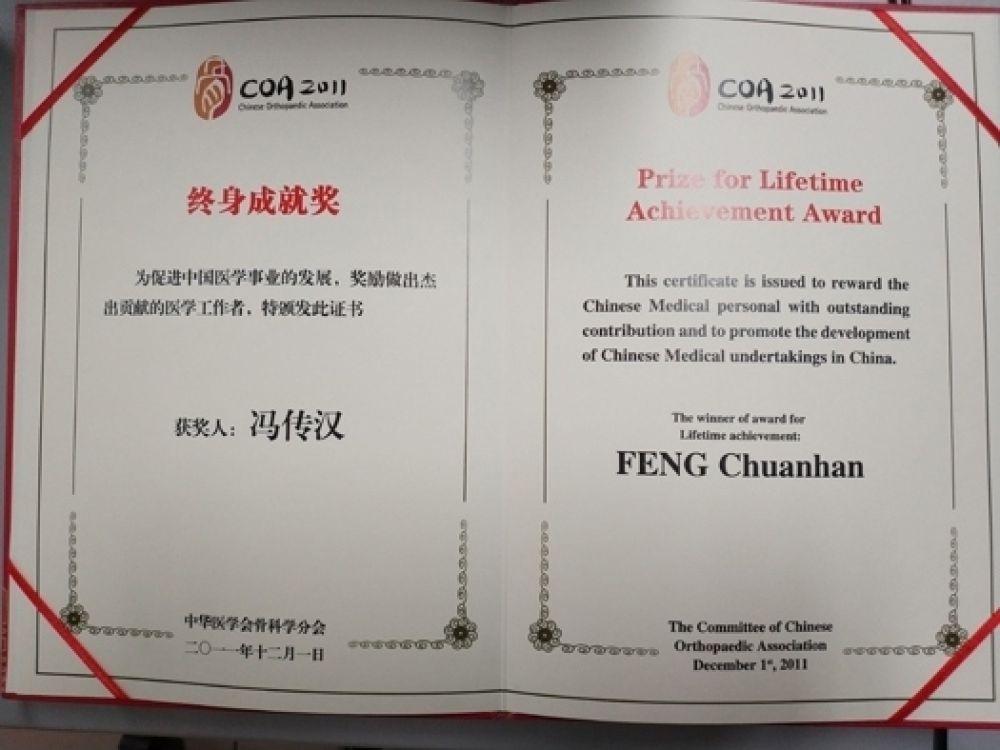 COA 2011
Chinese Orthopaedic Association
终身成就奖
为促进中国医学事业的发展，奖励做出杰
出贡献的医学工作者，特颁发此证书
获奖人：冯传汉
中华医学会骨科学分会
二〇一一年十二月一日
COA 2011
Chinese Orthopaedic Association
Prize for Lifetime
Achievement Award
This certificate is issued to reward the
Chinese Medical personal with outstanding
contribution and to promote the development
of Chinese Medical undertakings in China.
The winner of award for
Lifetime achievement:
FENG Chuanhan
The Committee of Chinese
Orthopaedic Association
December 1st, 2011